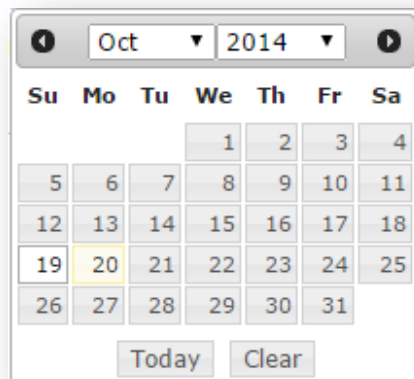 Oct 2014
Su Mo Tu We Th Fr Sa
1 2 3 4
5 6 7 8 9 10 11
12 13 14 15 16 17 18
19 20 21 22 23 24 25
26 27 28 29 30 31
Today Clear